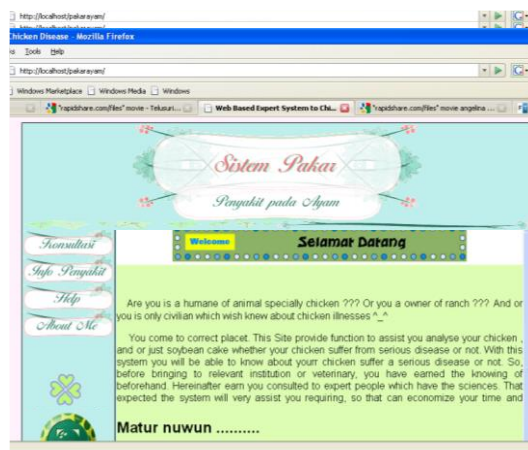 http://localhost/pakarayam/
Chicken Disease - Mozilla Firefox
Tools Help
http://localhost/pakarayam/
Windows Marketplace Windows Media Windows
"rapidshare.com/files" movie - Telusuri... Web Based Expert System to Chi... "rapidshare.com/files" movie angelina ...
Sistem Pakar
Penyakit pada Ayam
Konsultasi
Info Penyakit
Help
About Me
Welcome Selamat Datang
Are you is a humane of animal specially chicken ??? Or you a owner of ranch ??? And or
you is only civilian which wish knew about chicken illnesses ^_^
You come to correct placet. This Site provide function to assist you analyse your chicken ,
and or just soybean cake whether your chicken suffer from serious disease or not. With this
system you will be able to know about yourr chicken suffer a serious disease or not. So,
before bringing to relevant institution or veterinary, you have earned the knowing of
beforehand. Hereinafter earn you consulted to expert people which have the sciences. That
expected the system will very assist you requiring, so that can economize your time and
Matur nuwun ..........